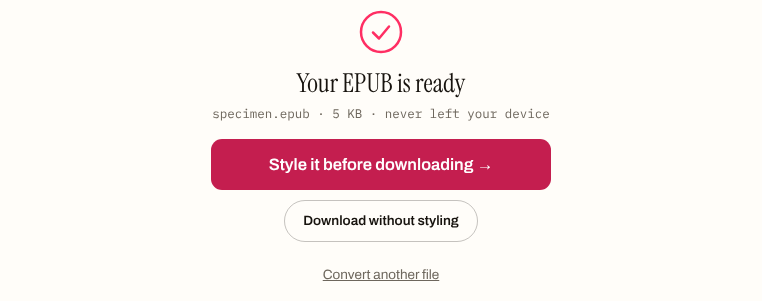 Your EPUB is ready
specimen.epub · 5 KB · never left your device
Style it before downloading →
Download without styling
Convert another file